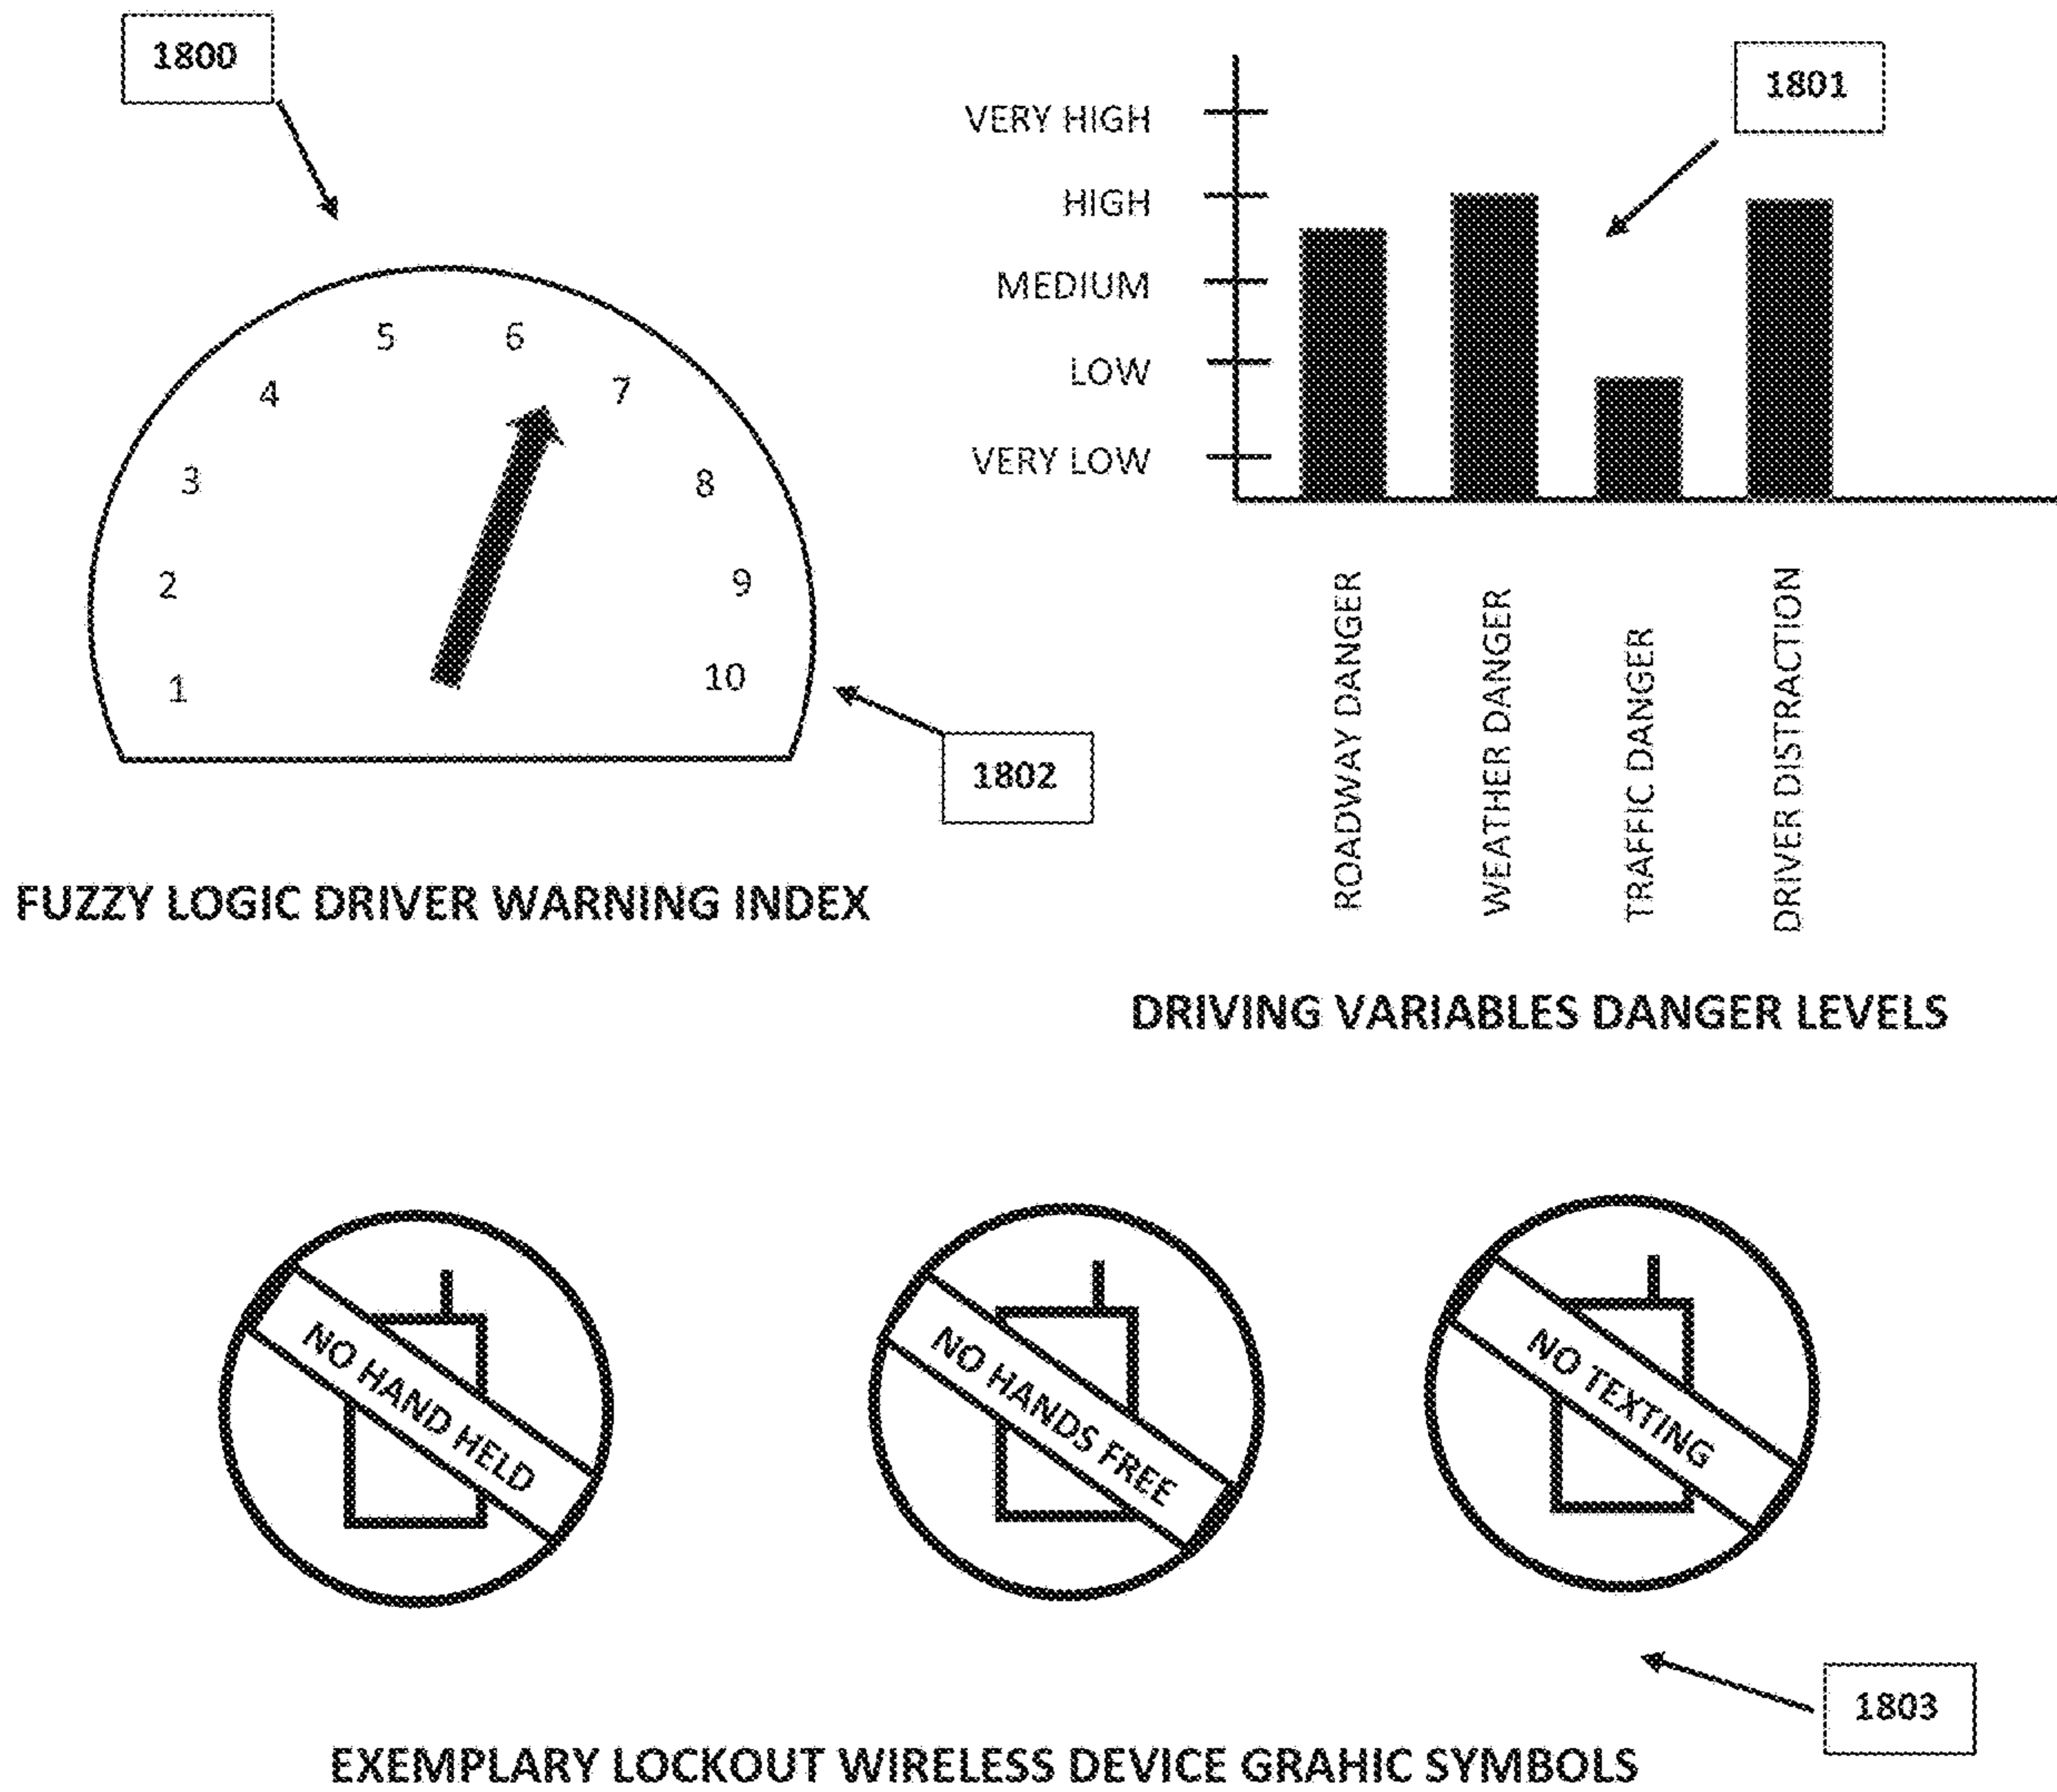 1800
1
2
3
4
5
6
7
8
9
10
1802
FUZZY LOGIC DRIVER WARNING INDEX
1801
VERY HIGH
HIGH
MEDIUM
LOW
VERY LOW
ROADWAY DANGER
WEATHER DANGER
TRAFFIC DANGER
DRIVER DISTRACTION
DRIVING VARIABLES DANGER LEVELS
NO HAND HELD
NO HANDS FREE
NO TEXTING
1803
EXEMPLARY LOCKOUT WIRELESS DEVICE GRAHIC SYMBOLS